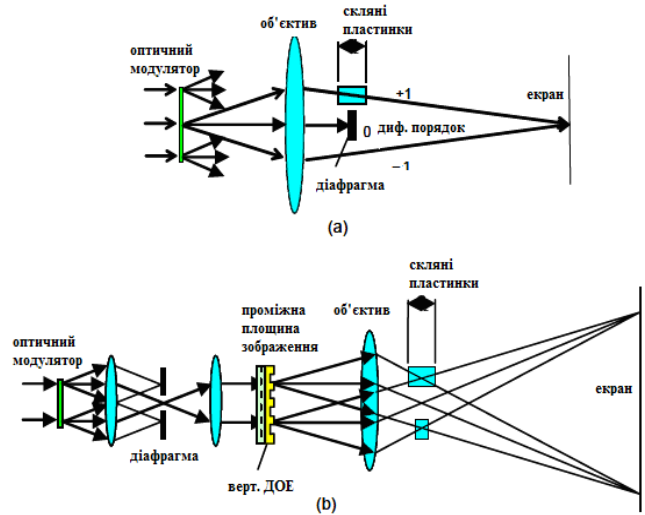 об'єктив
скляні
пластинки
оптичний
модулятор
+1
екран
0 диф. порядок
−1
діафрагма
(a)
скляні
пластинки
проміжна
площина
зображення
об'єктив
оптичний
модулятор
екран
діафрагма
верт. ДОЕ
(b)